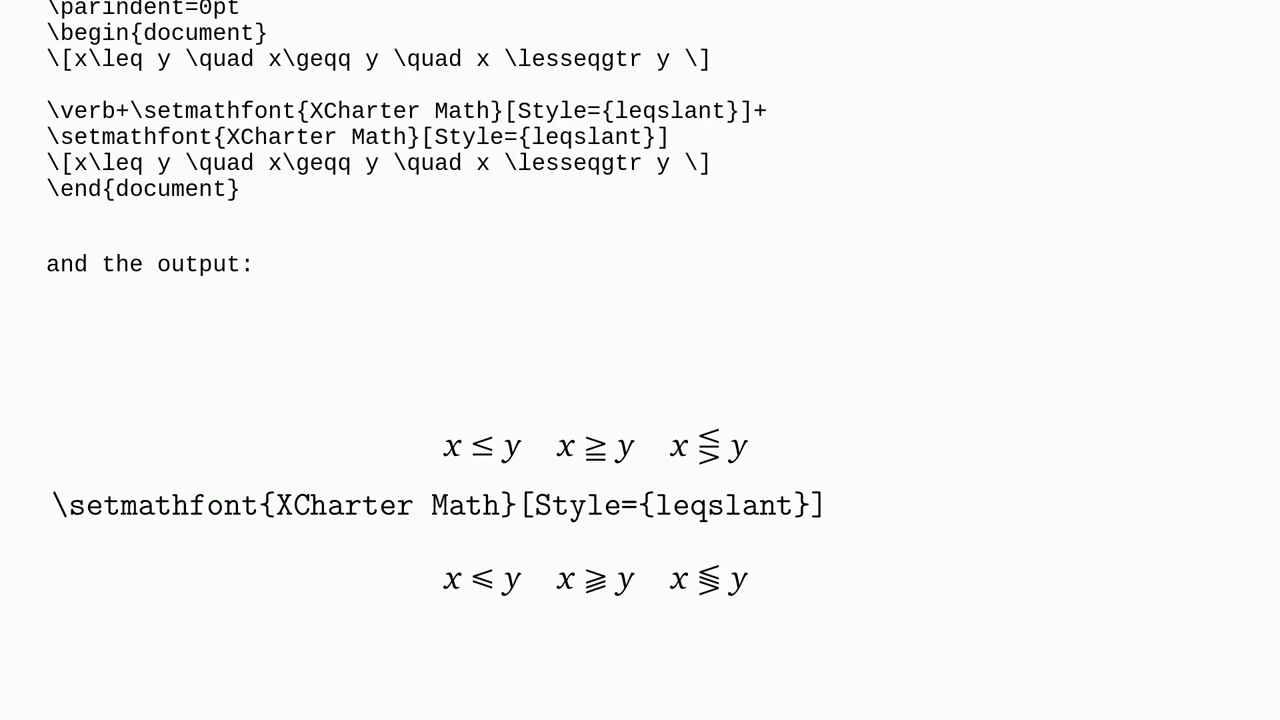 \parindent=0pt
\begin{document}
\[x\leq y \quad x\geqq y \quad x \lesseqgtr y \]
\verb+\setmathfont{XCharter Math}[Style={leqslant}]+
\setmathfont{XCharter Math}[Style={leqslant}]
\[x\leq y \quad x\geqq y \quad x \lesseqgtr y \]
\end{document}
and the output:
x ≤ y x ≧ y x ⋚ y
\setmathfont{XCharter Math}[Style={leqslant}]
x ⩽ y x ⫺ y x ⋚ y